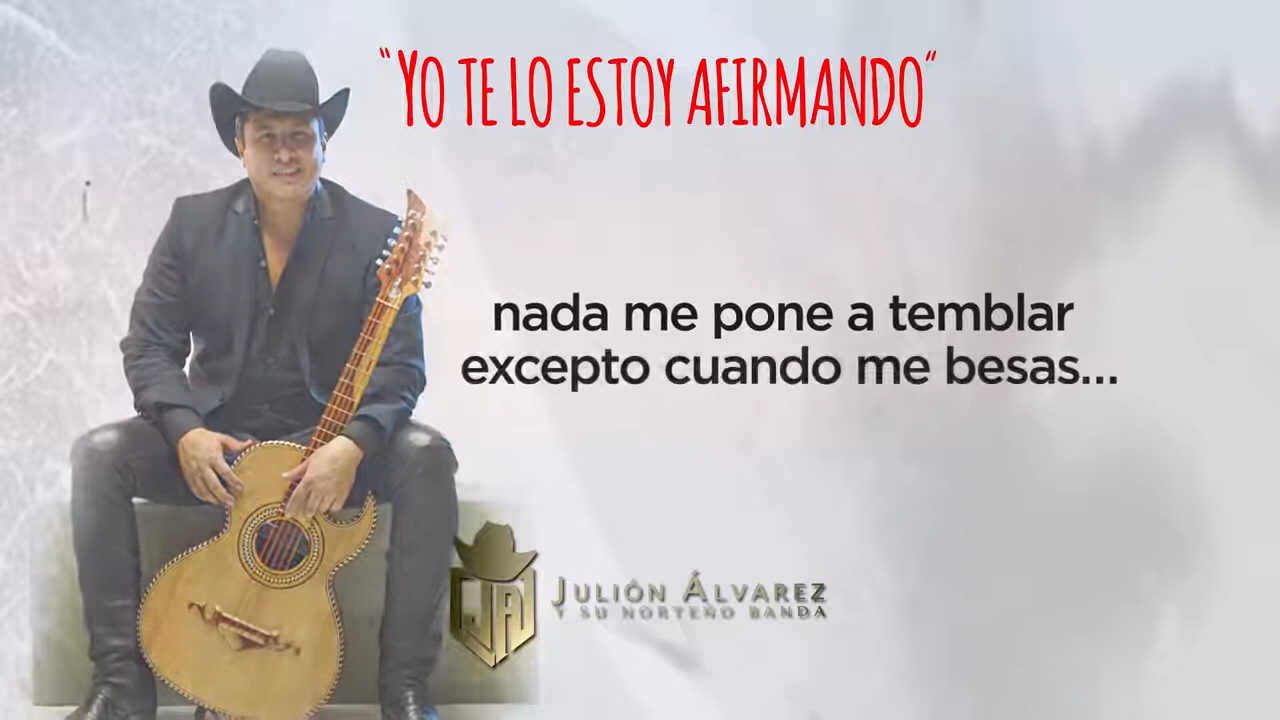 "YO TE LO ESTOY AFIRMANDO"
nada me pone a temblar
excepto cuando me besas...
JA
JULIÓN ÁLVAREZ
Y SU NORTEÑO BANDA